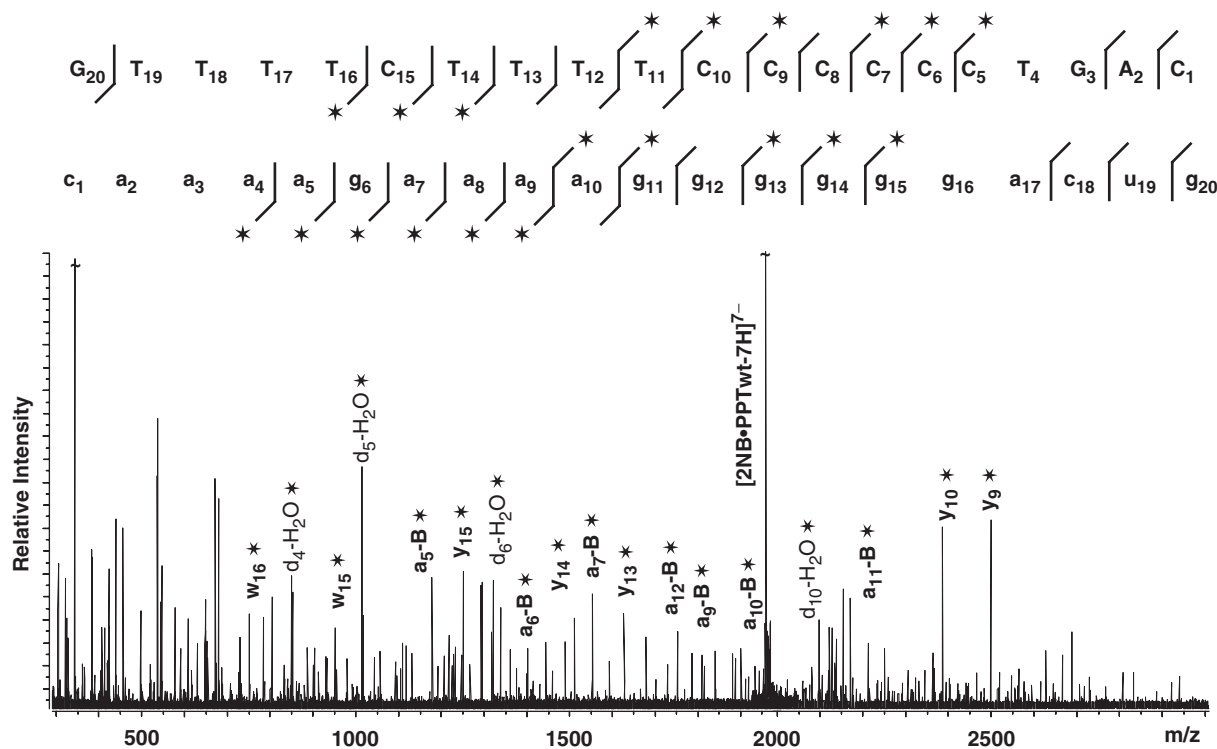 G₂₀ T₁₉ T₁₈ T₁₇ T₁₆ C₁₅ T₁₄ T₁₃ T₁₂ T₁₁ C₁₀ C₉ C₈ C₇ C₆ C₅ T₄ G₃ A₂ C₁
c₁ a₂ a₃ a₄ a₅ g₆ a₇ a₈ a₉ a₁₀ g₁₁ g₁₂ g₁₃ g₁₄ g₁₅ g₁₆ a₁₇ c₁₈ u₁₉ g₂₀
Relative Intensity
w₁₆✶
d₄-H₂O✶
w₁₅✶
d₅-H₂O✶
a₅-B✶
y₁₅✶
d₆-H₂O✶
a₆-B✶
y₁₄✶
a₇-B✶
y₁₃✶
a₁₂-B✶
a₉-B✶
a₁₀-B✶
[2NB•PPTwt-7H]⁷⁻
d₁₀-H₂O✶
a₁₁-B✶
y₁₀✶
y₉✶
500 1000 1500 2000 2500 m/z